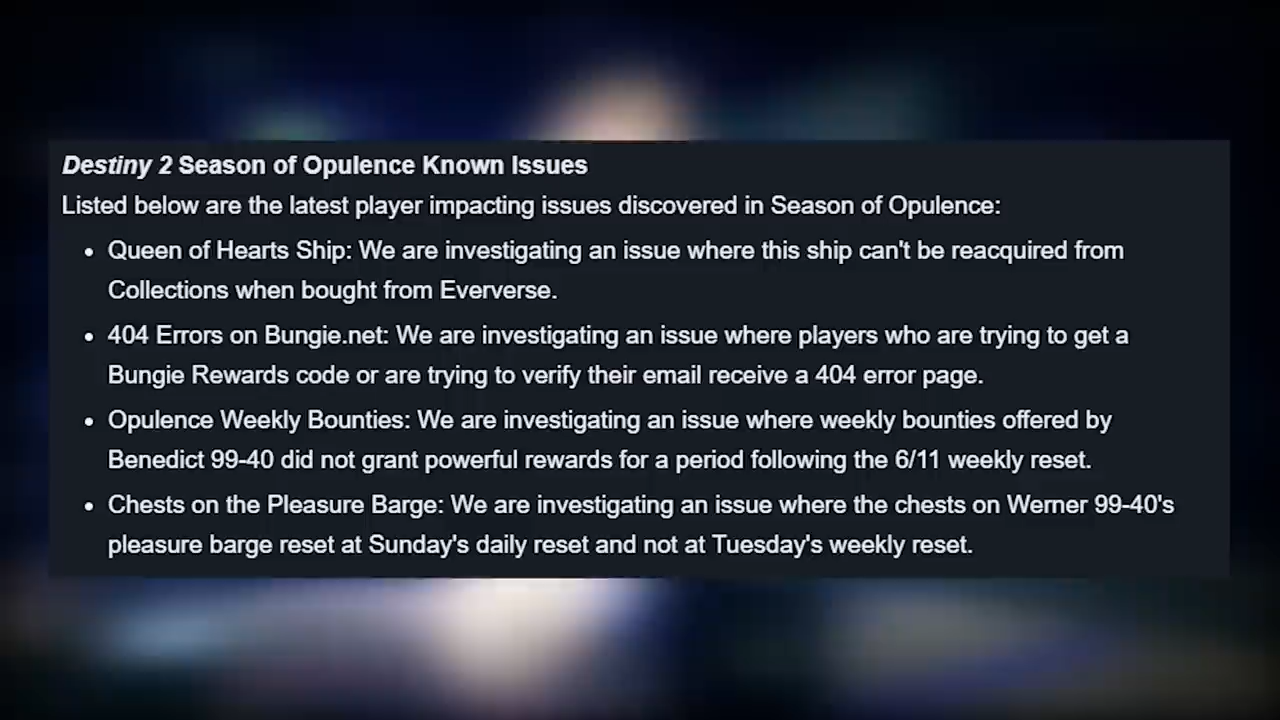 Destiny 2 Season of Opulence Known Issues
Listed below are the latest player impacting issues discovered in Season of Opulence:
• Queen of Hearts Ship: We are investigating an issue where this ship can't be reacquired from
Collections when bought from Eververse.
• 404 Errors on Bungie.net: We are investigating an issue where players who are trying to get a
Bungie Rewards code or are trying to verify their email receive a 404 error page.
• Opulence Weekly Bounties: We are investigating an issue where weekly bounties offered by
Benedict 99-40 did not grant powerful rewards for a period following the 6/11 weekly reset.
• Chests on the Pleasure Barge: We are investigating an issue where the chests on Werner 99-40's
pleasure barge reset at Sunday's daily reset and not at Tuesday's weekly reset.